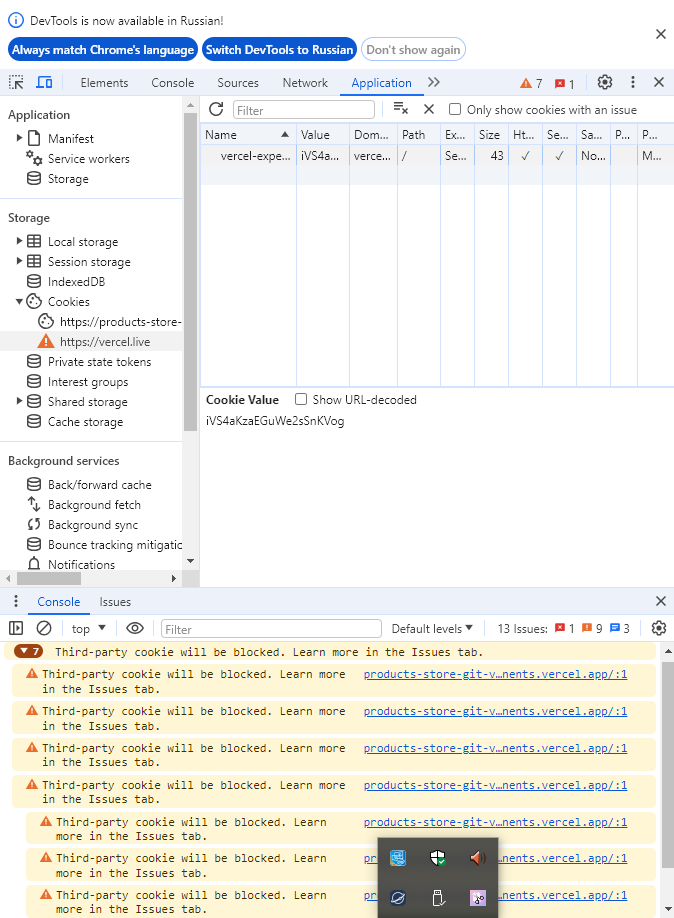 DevTools is now available in Russian!
Always match Chrome's language
Switch DevTools to Russian
Don't show again
Elements
Console
Sources
Network
Application
7
1
Application
Manifest
Service workers
Storage
Storage
Local storage
Session storage
IndexedDB
Cookies
https://products-store-
https://vercel.live
Private state tokens
Interest groups
Shared storage
Cache storage
Background services
Back/forward cache
Background fetch
Background sync
Bounce tracking mitigatic
Notifications
Filter
Only show cookies with an issue
Name Value Dom... Path Ex... Size Ht... Se... Sa... P... P...
vercel-expe... iVS4a... verce... / Se... 43 ✓ ✓ No... M...
Cookie Value
Show URL-decoded
iVS4aKzaEGuWe2sSnKVog
Console
Issues
top
Filter
Default levels
13 Issues: 1 9 3
7 Third-party cookie will be blocked. Learn more in the Issues tab.
Third-party cookie will be blocked. Learn more products-store-git-v…nents.vercel.app/:1
in the Issues tab.
Third-party cookie will be blocked. Learn more products-store-git-v…nents.vercel.app/:1
in the Issues tab.
Third-party cookie will be blocked. Learn more products-store-git-v…nents.vercel.app/:1
in the Issues tab.
Third-party cookie will be blocked. Learn more products-store-git-v…nents.vercel.app/:1
in the Issues tab.
Third-party cookie will be blocked. Learn products-store-git-v…nents.vercel.app/:1
more in the Issues tab.
Third-party cookie will be blocked. Learn pr nents.vercel.app/:1
more in the Issues tab.
Third-party cookie will be blocked. Learn pr nents.vercel.app/:1
more in the Issues tab.